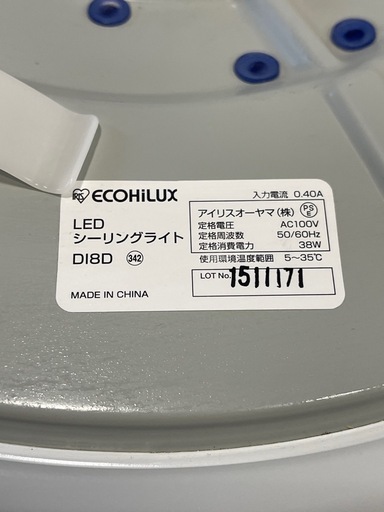 ECOHiLUX
入力電流 0.40A
LED
シーリングライト
DI8D 342
アイリスオーヤマ(株) PSE
定格電圧 AC100V
定格周波数 50/60Hz
定格消費電力 38W
使用環境温度範囲 5～35℃
LOT No. 1511171
MADE IN CHINA